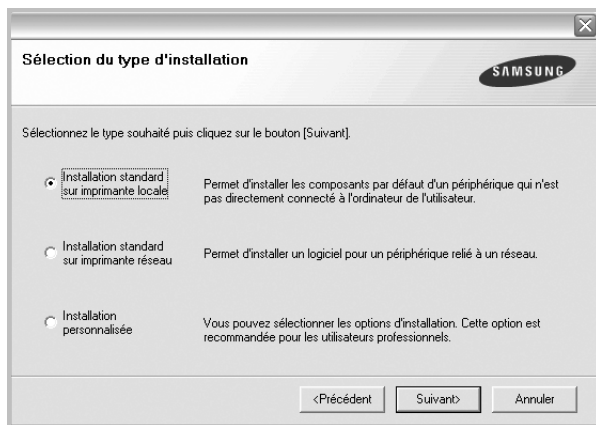 Sélection du type d'installation
SAMSUNG
Sélectionnez le type souhaité puis cliquez sur le bouton [Suivant].
Installation standard
sur imprimante locale
Permet d'installer les composants par défaut d'un périphérique qui n'est
pas directement connecté à l'ordinateur de l'utilisateur.
Installation standard
sur imprimante réseau
Permet d'installer un logiciel pour un périphérique relié à un réseau.
Installation
personnalisée
Vous pouvez sélectionner les options d'installation. Cette option est
recommandée pour les utilisateurs professionnels.
<Précédent
Suivant>
Annuler